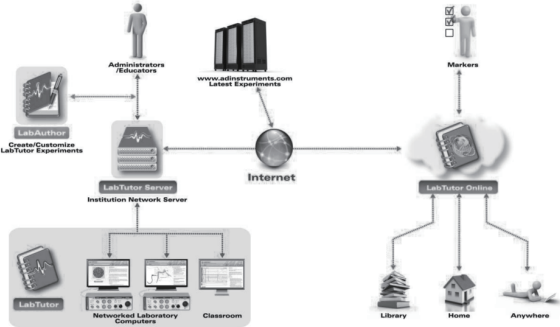 Administrators
/Educators
www.adinstruments.com
Latest Experiments
Markers
LabAuthor
Create/Customize
LabTutor Experiments
LabTutor Server
Institution Network Server
Internet
LabTutor Online
LabTutor
Networked Laboratory
Computers
Classroom
Library
Home
Anywhere